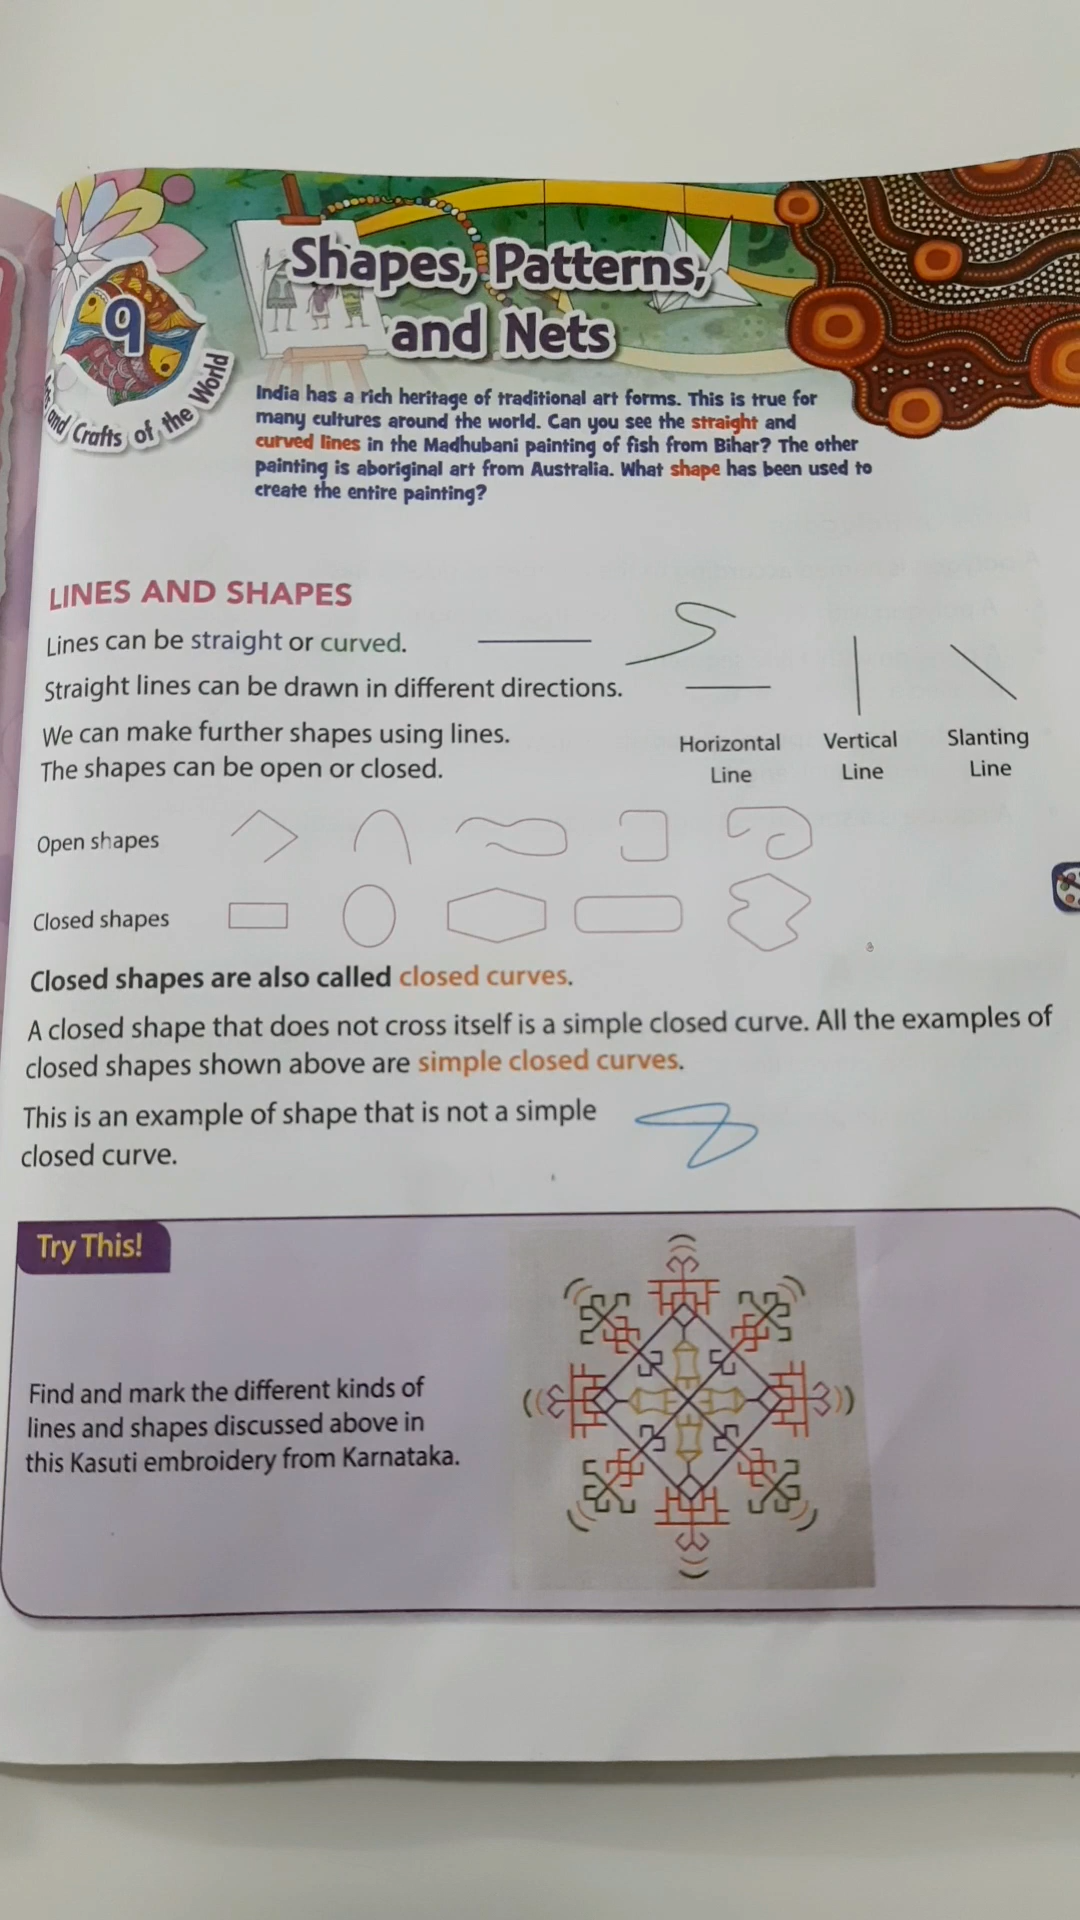 Shapes, Patterns,
and Nets
9
Arts and Crafts of the World
India has a rich heritage of traditional art forms. This is true for
many cultures around the world. Can you see the straight and
curved lines in the Madhubani painting of fish from Bihar? The other
painting is aboriginal art from Australia. What shape has been used to
create the entire painting?
LINES AND SHAPES
Lines can be straight or curved.
Straight lines can be drawn in different directions.
We can make further shapes using lines.
The shapes can be open or closed.
Horizontal Vertical Slanting
Line Line Line
Open shapes
Closed shapes
Closed shapes are also called closed curves.
A closed shape that does not cross itself is a simple closed curve. All the examples of
closed shapes shown above are simple closed curves.
This is an example of shape that is not a simple
closed curve.
Try This!
Find and mark the different kinds of
lines and shapes discussed above in
this Kasuti embroidery from Karnataka.